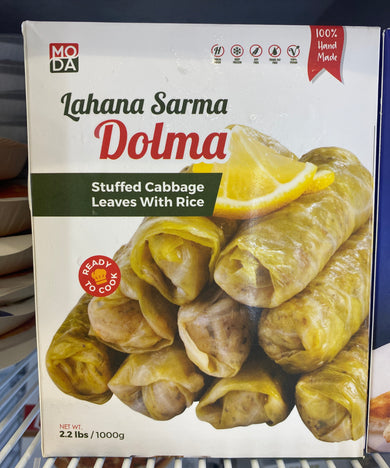 MO
DA
100%
Hand
Made
Lahana Sarma
Dolma
Stuffed Cabbage
Leaves With Rice
READY
TO COOK
NET WT.
2.2 lbs / 1000g